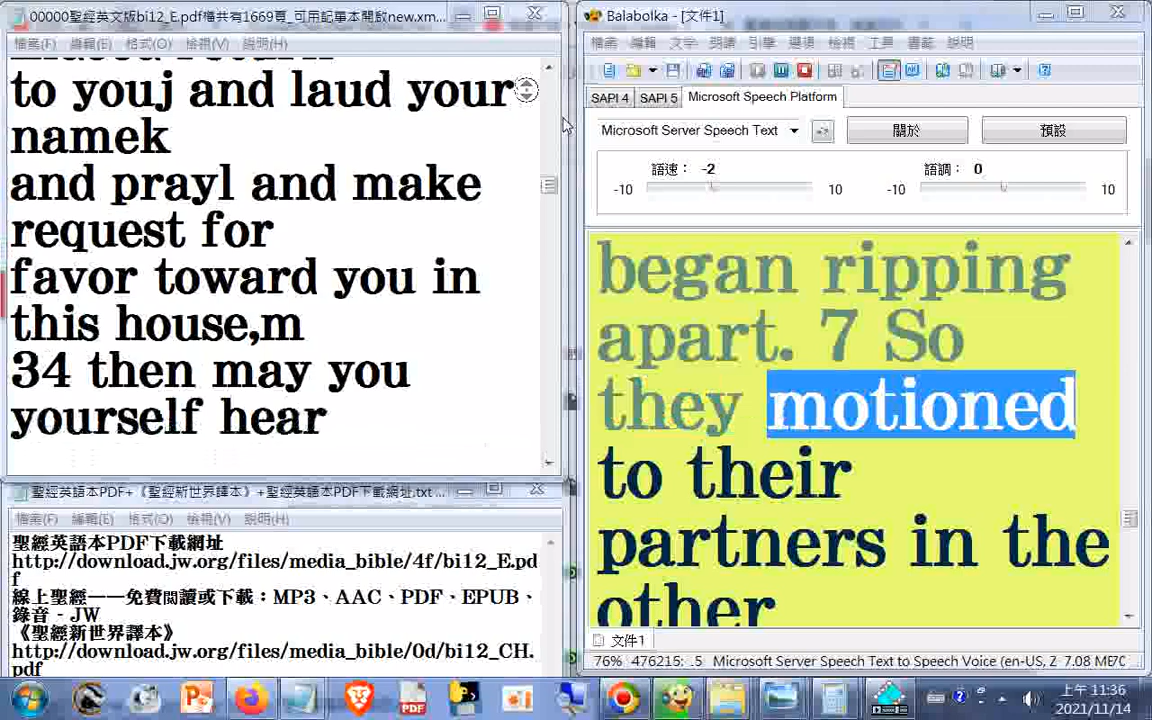 00000聖經英文版bi12_E.pdf檔共有1669頁_可用記事本開啟new.xm...
檔案(F) 編輯(E) 格式(O) 檢視(V) 說明(H)
to youj and laud your
namek
and prayl and make
request for
favor toward you in
this house,m
34 then may you
yourself hear
聖經英語本PDF+《聖經新世界譯本》+聖經英語本PDF下載網址.txt ...
檔案(F) 編輯(E) 格式(O) 檢視(V) 說明(H)
聖經英語本PDF下載網址
http://download.jw.org/files/media_bible/4f/bi12_E.pd
f
線上聖經——免費閱讀或下載：MP3、AAC、PDF、EPUB、
錄音 - JW
《聖經新世界譯本》
http://download.jw.org/files/media_bible/0d/bi12_CH.
pdf
Balabolka - [文件1]
檔案 編輯 文字 朗讀 引擎 選項 檢視 工具 書籤 說明
SAPI 4 SAPI 5 Microsoft Speech Platform
Microsoft Server Speech Text 關於 預設
語速： -2 語調： 0
-10 10 -10 10
began ripping
apart. 7 So
they motioned
to their
partners in the
other
文件1
76% 476215: .5 Microsoft Server Speech Text to Speech Voice (en-US, Z 7.08 ME
上午 11:36
2021/11/14